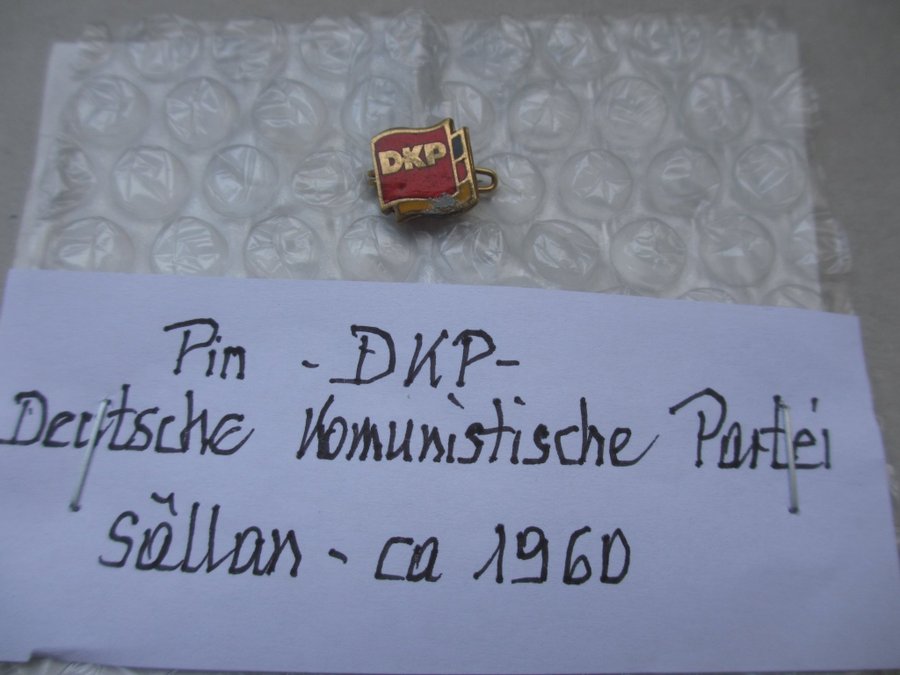 DKP
Pin - DKP-
Deutsche Komunistische Partei
Sällan - ca 1960